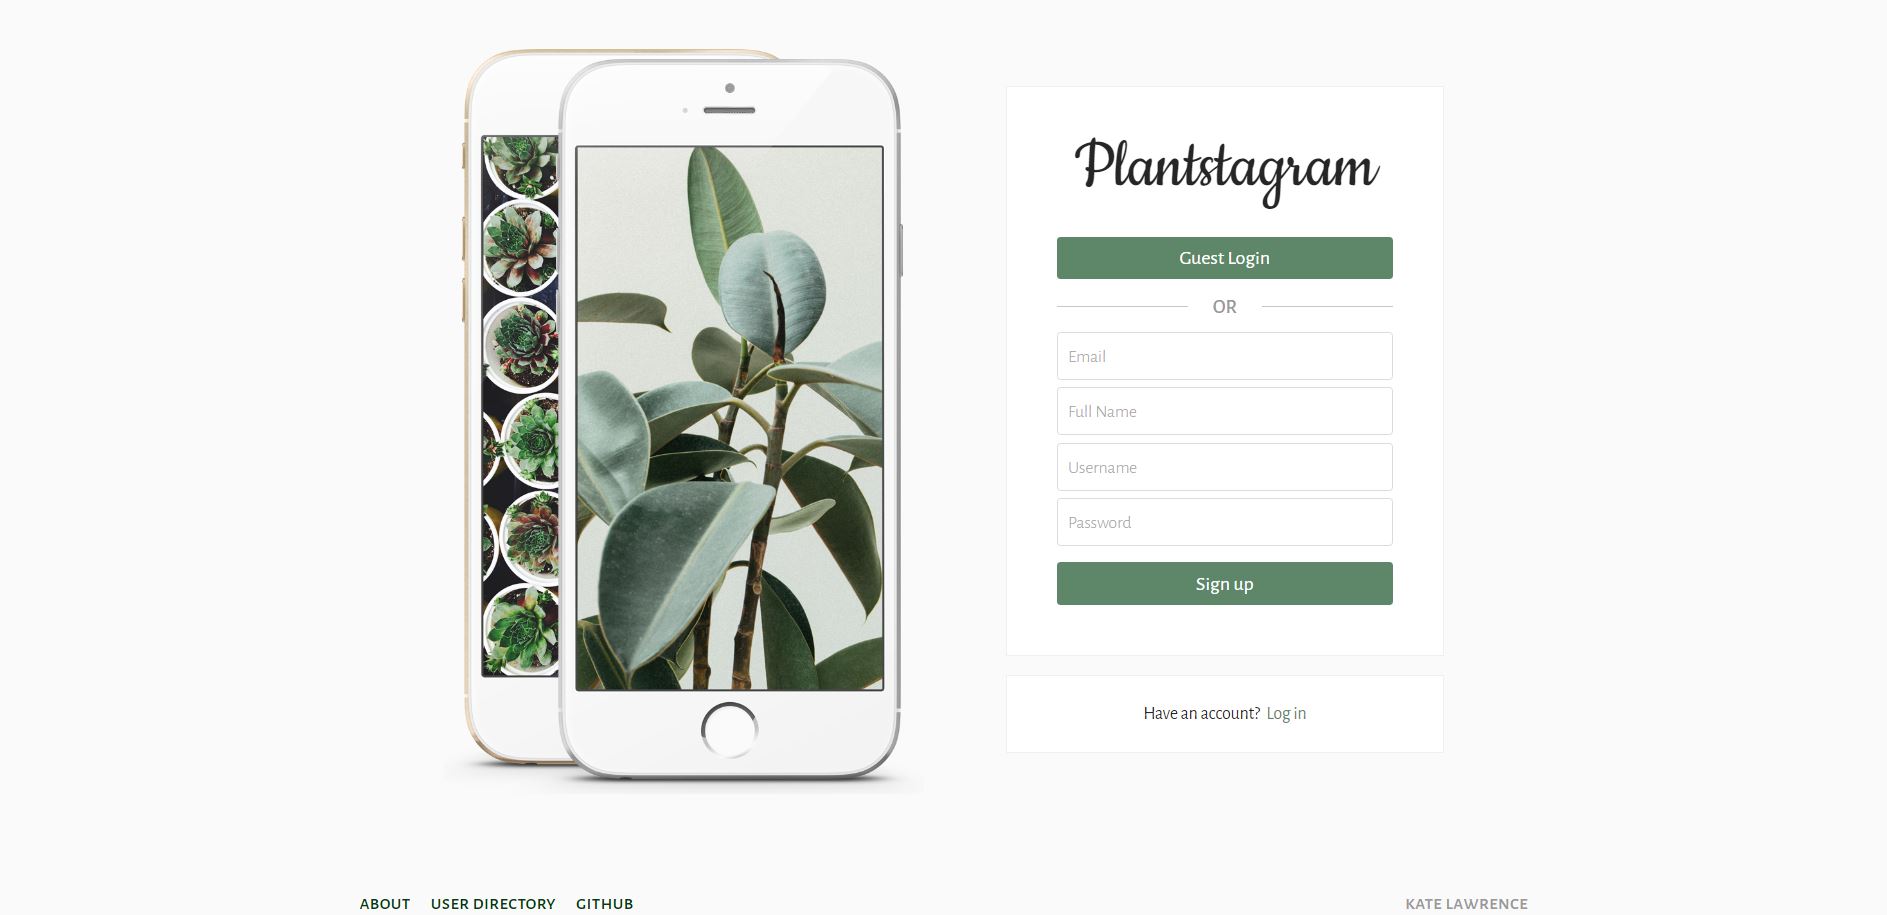 Plantstagram
Guest Login
OR
Email
Full Name
Username
Password
Sign up
Have an account? Log in
ABOUT USER DIRECTORY GITHUB
KATE LAWRENCE